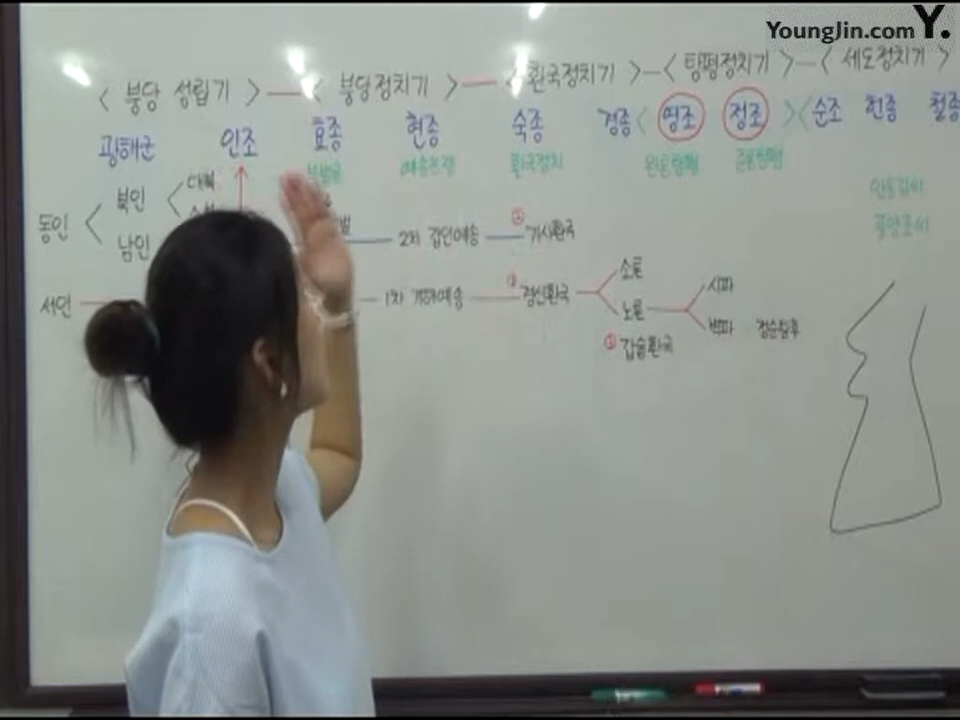 YoungJin.com Y.
< 붕당 성립기 > — < 붕당정치기 > — < 환국정치기 > — < 탕평정치기 > — < 세도정치기 >
광해군 인조 효종 현종 숙종 경종 < 영조 정조 > < 순조 헌종 철종
북벌론 예송논쟁 환국정치 완론탕평 준론탕평
동인 < 북인 < 대북
안동김씨
남인 2차 갑인예송 — ② 기사환국
풍양조씨
서인 — 1차 기해예송 — ① 경신환국 < 소론
노론 < 시파
벽파 정순왕후
③ 갑술환국